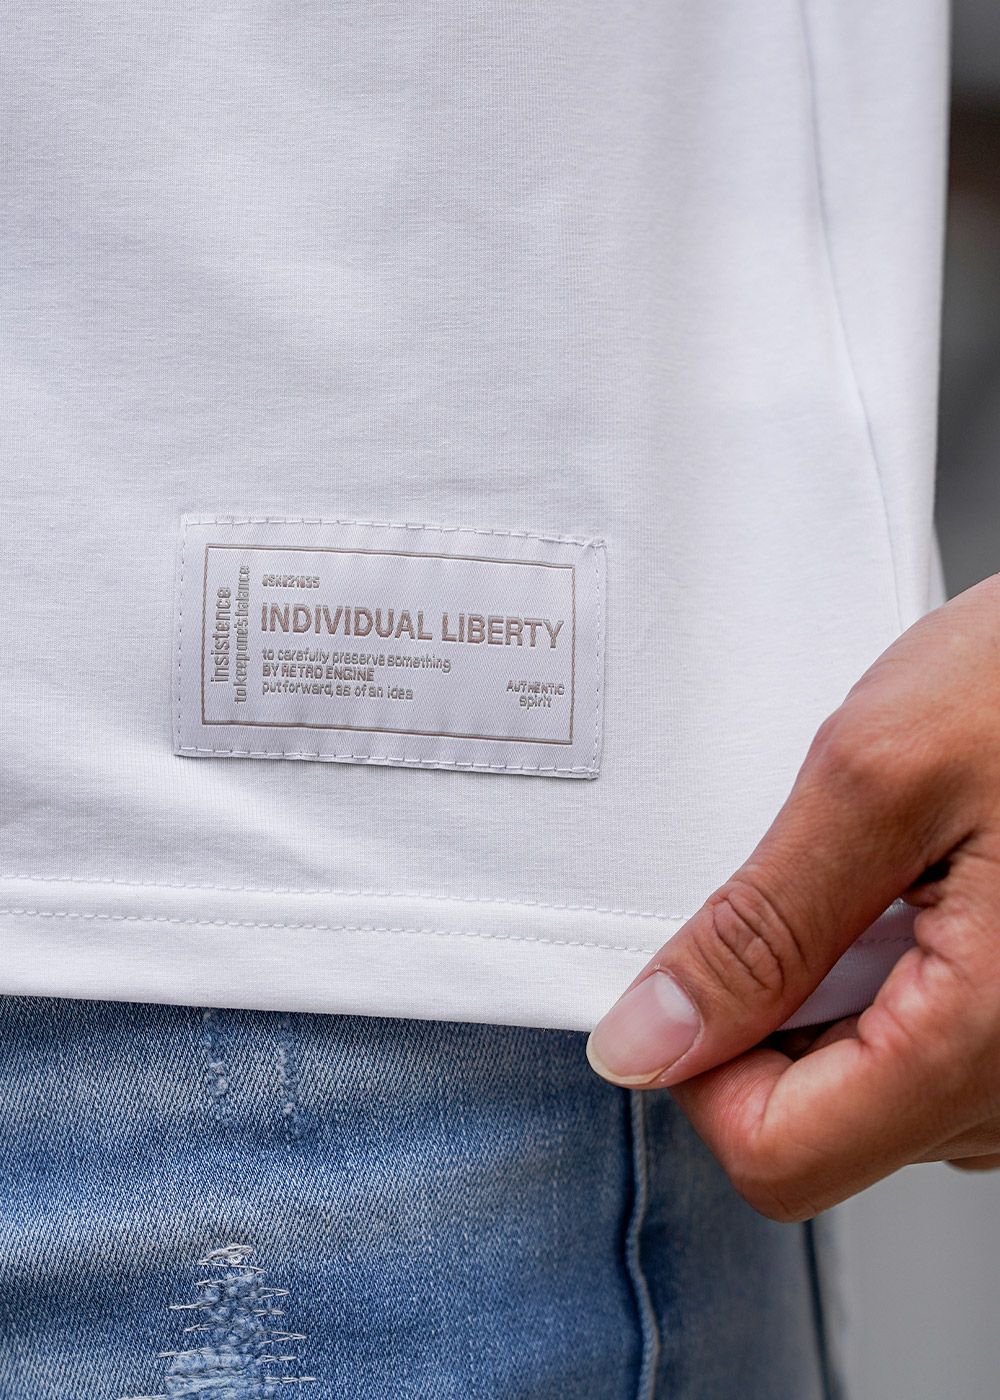 insistence
to keep one's balance
INDIVIDUAL LIBERTY
to carefully preserve something
BY RETRO ENGINE
put forward, as of an idea
AUTHENTIC
spirit